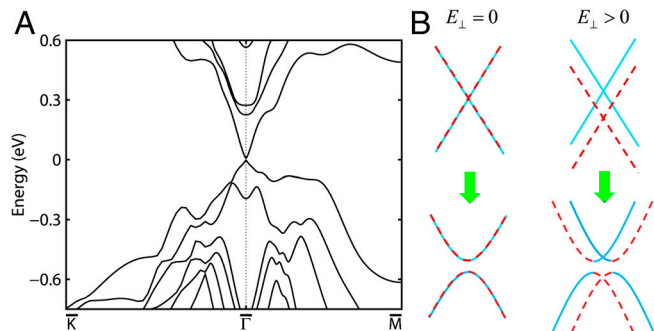 A
Energy (eV)
0.6
0.3
0
−0.3
−0.6
K̅
Γ̅
M̅
B
E⊥ = 0
E⊥ > 0